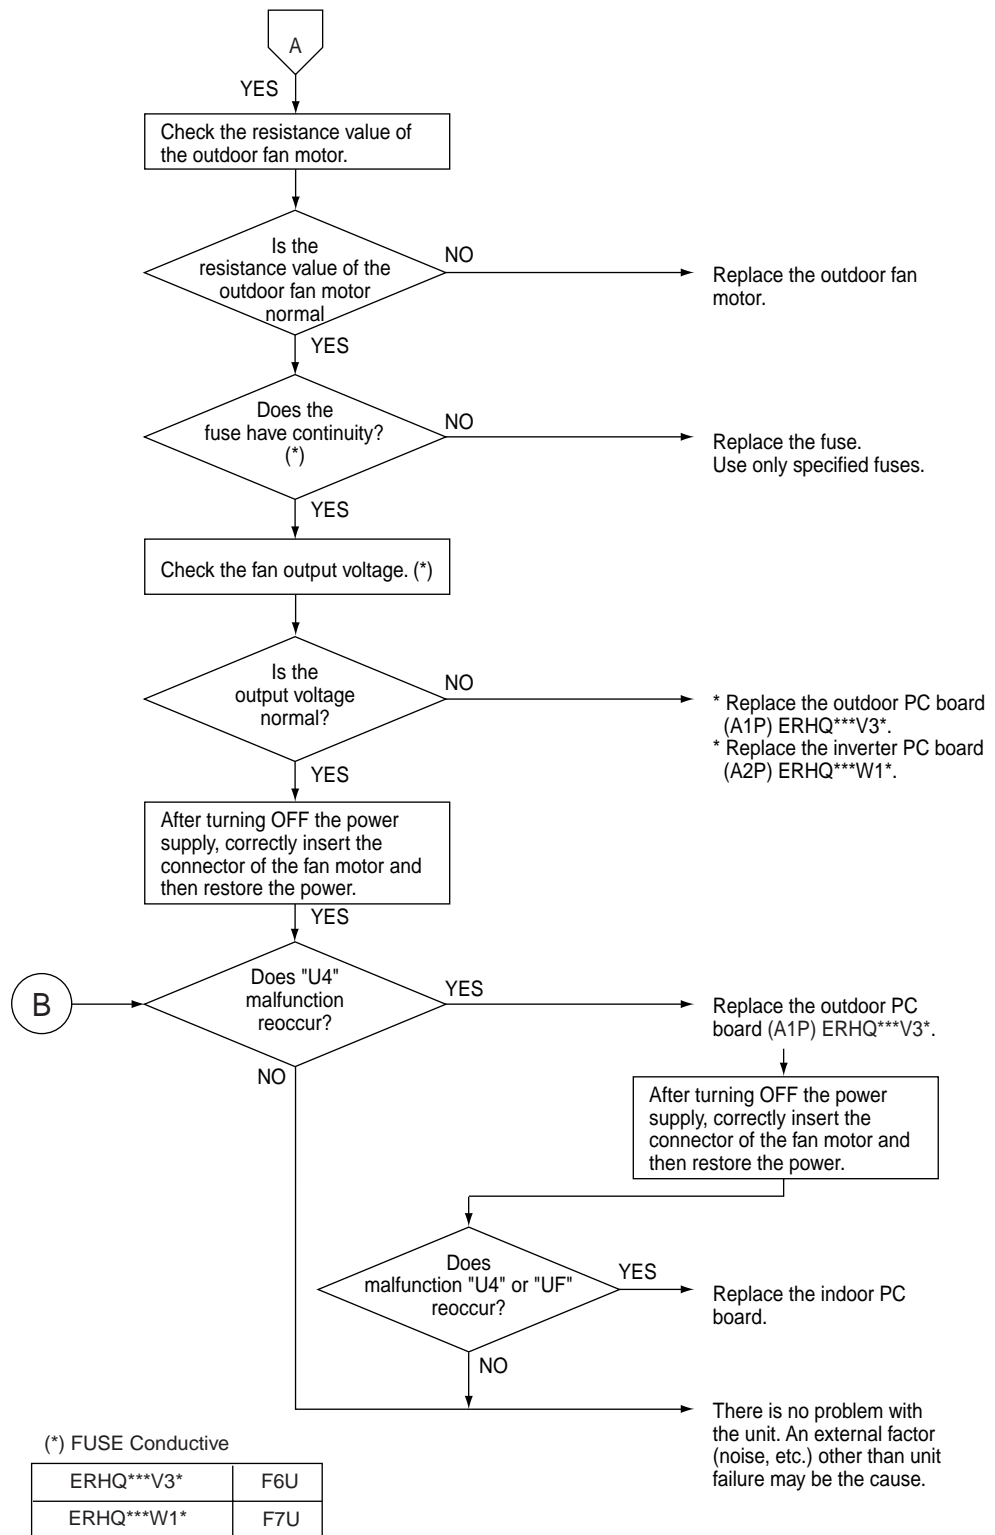 A
YES
Check the resistance value of
the outdoor fan motor.
Is the
resistance value of the
outdoor fan motor
normal
NO
Replace the outdoor fan
motor.
YES
Does the
fuse have continuity?
(*)
NO
Replace the fuse.
Use only specified fuses.
YES
Check the fan output voltage. (*)
Is the
output voltage
normal?
NO
* Replace the outdoor PC board
(A1P) ERHQ***V3*.
* Replace the inverter PC board
(A2P) ERHQ***W1*.
YES
After turning OFF the power
supply, correctly insert the
connector of the fan motor and
then restore the power.
YES
B
Does "U4"
malfunction
reoccur?
YES
Replace the outdoor PC
board (A1P) ERHQ***V3*.
NO
After turning OFF the power
supply, correctly insert the
connector of the fan motor and
then restore the power.
Does
malfunction "U4" or "UF"
reoccur?
YES
Replace the indoor PC
board.
NO
There is no problem with
the unit. An external factor
(noise, etc.) other than unit
failure may be the cause.
(*) FUSE Conductive
ERHQ***V3* F6U
ERHQ***W1* F7U